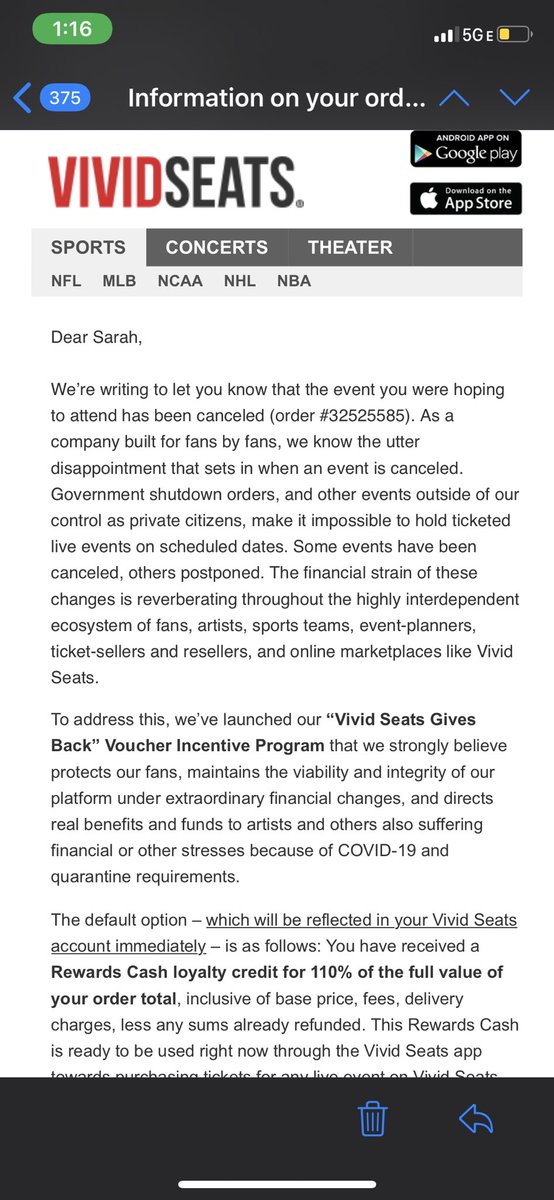 1:16
5G E
375
Information on your ord...
VIVIDSEATS
ANDROID APP ON
Google play
Download on the
App Store
SPORTS CONCERTS THEATER
NFL MLB NCAA NHL NBA
Dear Sarah,
We’re writing to let you know that the event you were hoping
to attend has been canceled (order #32525585). As a
company built for fans by fans, we know the utter
disappointment that sets in when an event is canceled.
Government shutdown orders, and other events outside of our
control as private citizens, make it impossible to hold ticketed
live events on scheduled dates. Some events have been
canceled, others postponed. The financial strain of these
changes is reverberating throughout the highly interdependent
ecosystem of fans, artists, sports teams, event-planners,
ticket-sellers and resellers, and online marketplaces like Vivid
Seats.
To address this, we’ve launched our “Vivid Seats Gives
Back” Voucher Incentive Program that we strongly believe
protects our fans, maintains the viability and integrity of our
platform under extraordinary financial changes, and directs
real benefits and funds to artists and others also suffering
financial or other stresses because of COVID-19 and
quarantine requirements.
The default option – which will be reflected in your Vivid Seats
account immediately – is as follows: You have received a
Rewards Cash loyalty credit for 110% of the full value of
your order total, inclusive of base price, fees, delivery
charges, less any sums already refunded. This Rewards Cash
is ready to be used right now through the Vivid Seats app
towards purchasing tickets for any live event on Vivid Seats